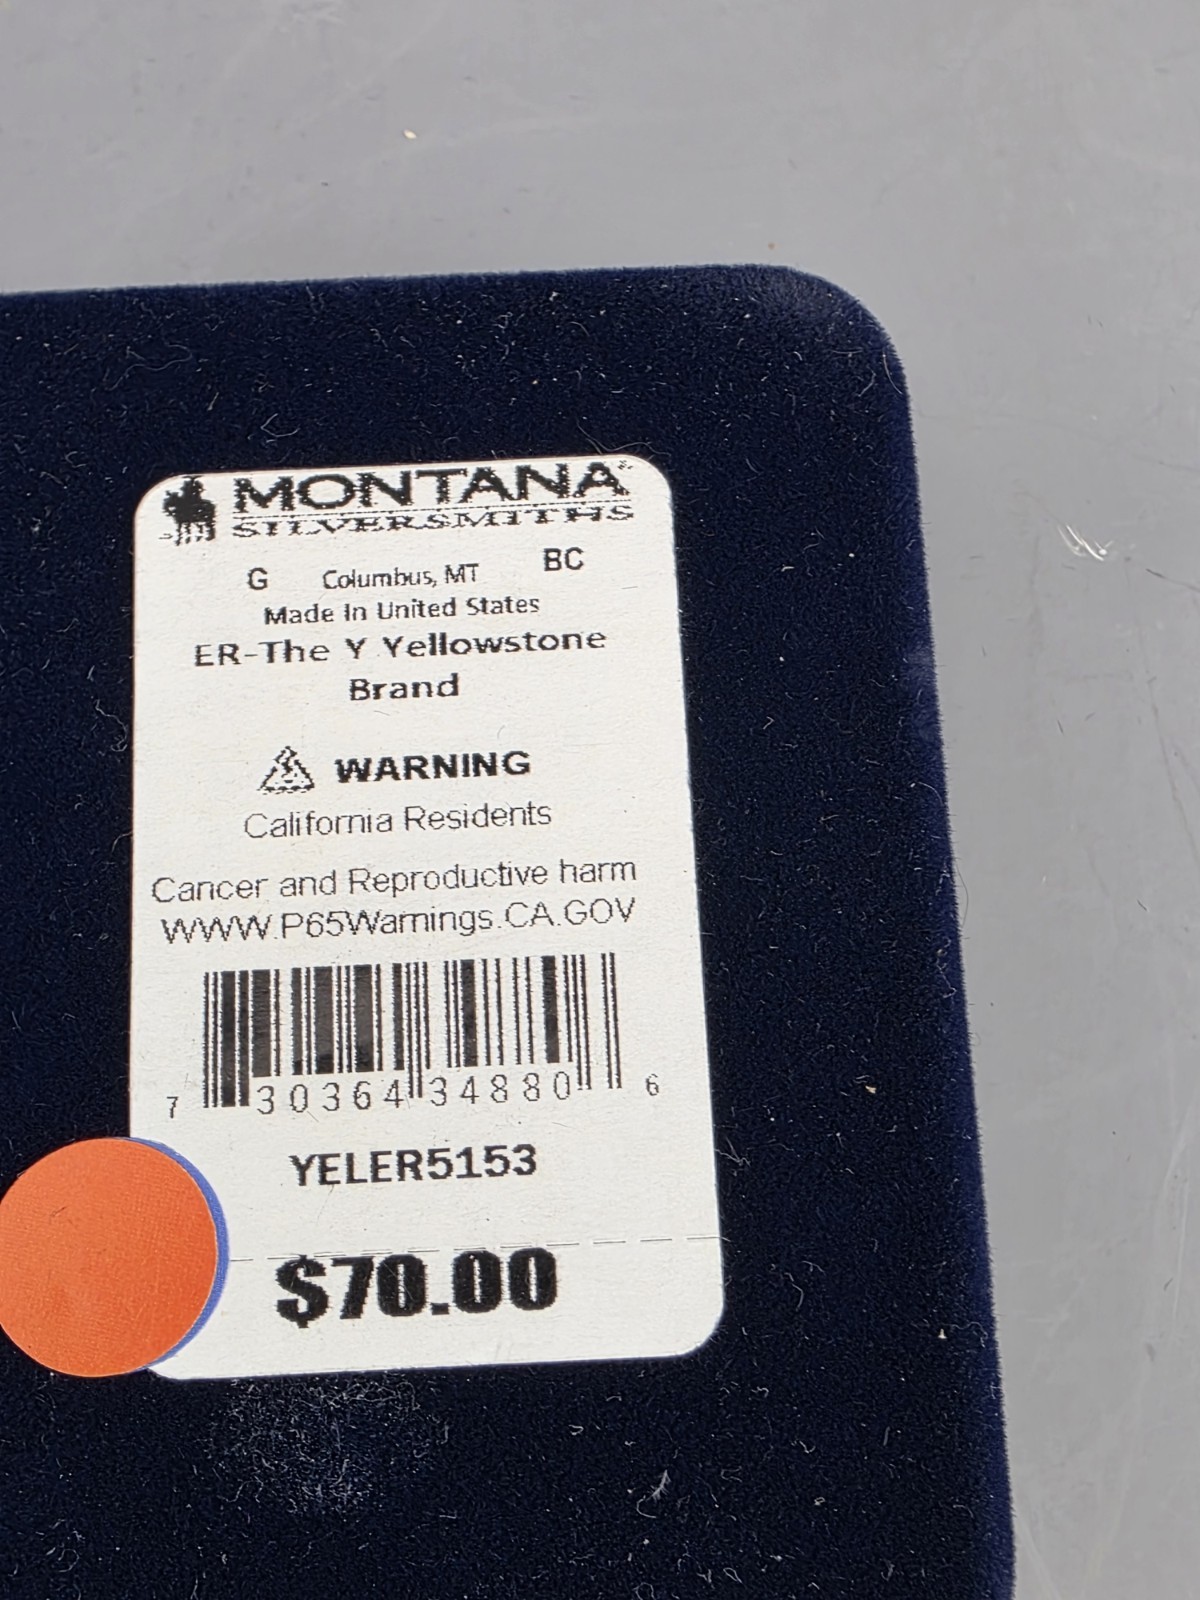 MONTANA
SILVERSMITHS
G Columbus, MT BC
Made In United States
ER-The Y Yellowstone
Brand
WARNING
California Residents
Cancer and Reproductive harm
WWW.P65Warnings.CA.GOV
7 30364 34880 6
YELER5153
$70.00